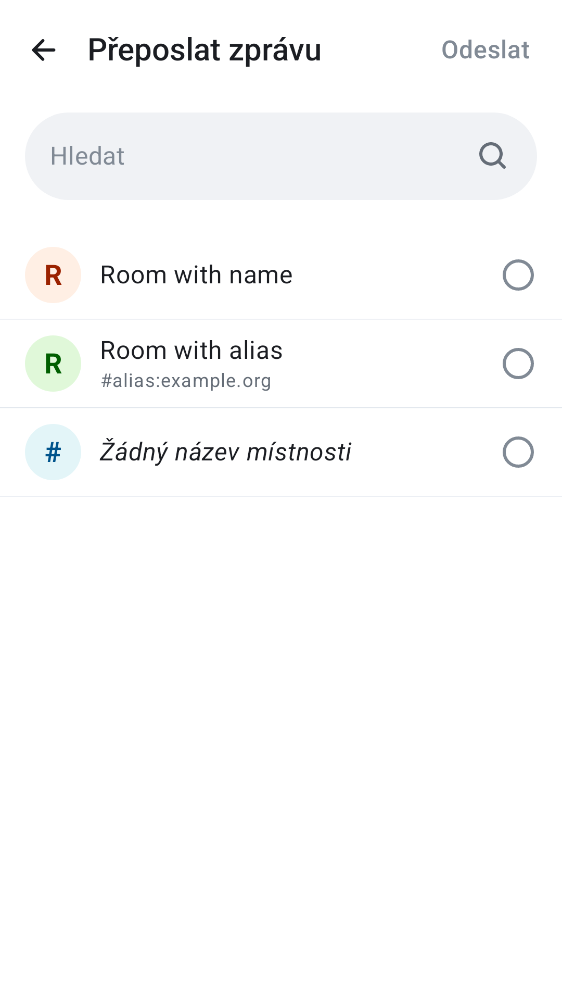 Přeposlat zprávu
Odeslat
Hledat
R
Room with name
R
Room with alias
#alias:example.org
#
Žádný název místnosti